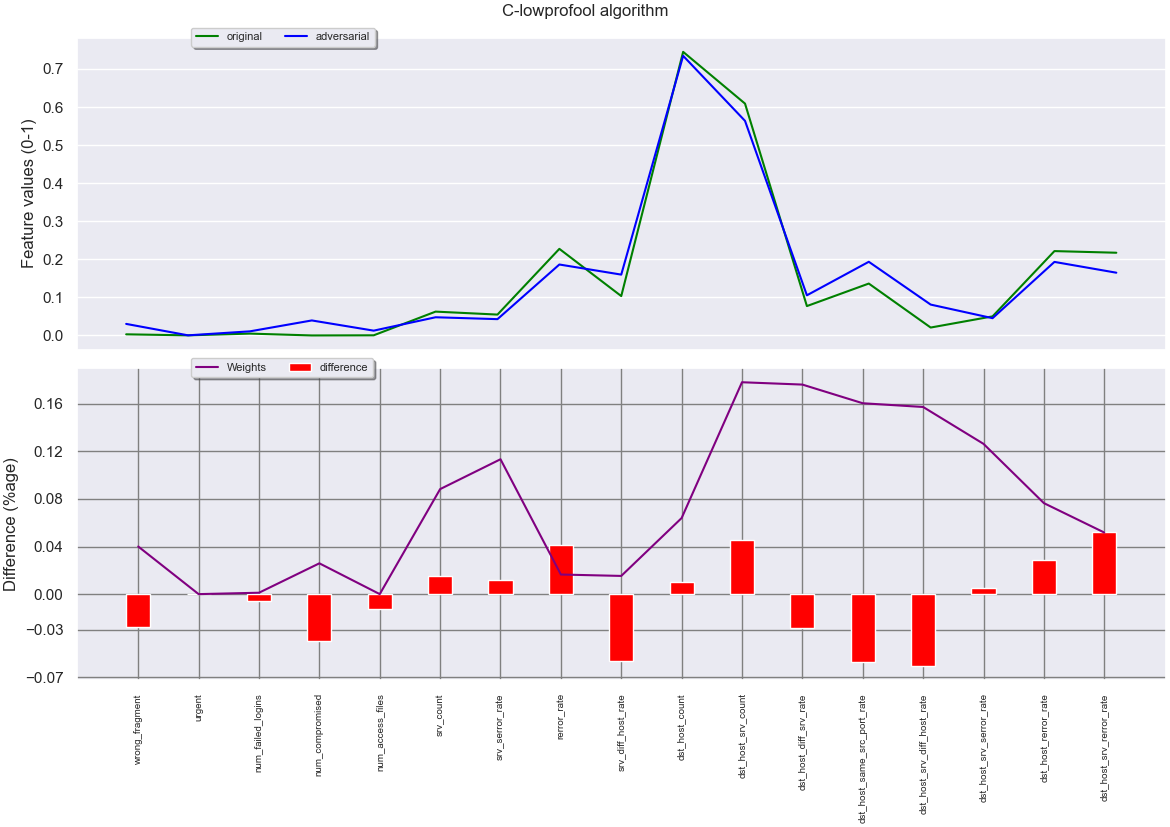 C-lowprofool algorithm
original
adversarial
Feature values (0-1)
0.7
0.6
0.5
0.4
0.3
0.2
0.1
0.0
Weights
difference
Difference (%age)
0.16
0.12
0.08
0.04
0.00
−0.03
−0.07
wrong_fragment
urgent
num_failed_logins
num_compromised
num_access_files
srv_count
srv_serror_rate
rerror_rate
srv_diff_host_rate
dst_host_count
dst_host_srv_count
dst_host_diff_srv_rate
dst_host_same_src_port_rate
dst_host_srv_diff_host_rate
dst_host_srv_serror_rate
dst_host_rerror_rate
dst_host_srv_rerror_rate